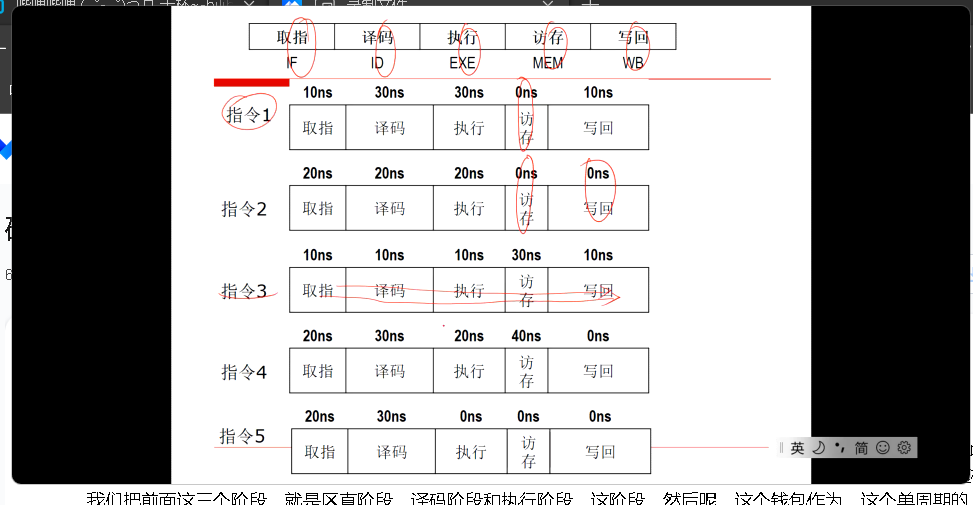 取指 译码 执行 访存 写回
IF ID EXE MEM WB
10ns 30ns 30ns 0ns 10ns
指令1 取指 译码 执行 访存 写回
20ns 20ns 20ns 0ns 0ns
指令2 取指 译码 执行 访存 写回
10ns 10ns 10ns 30ns 10ns
指令3 取指 译码 执行 访存 写回
20ns 30ns 20ns 40ns 0ns
指令4 取指 译码 执行 访存 写回
20ns 30ns 0ns 0ns 0ns
指令5 取指 译码 执行 访存 写回
英 简
我们把前面这三个阶段 就是区直阶段 译码阶段和执行阶段 这阶段 然后呢 这个钱包作为 这个单周期的